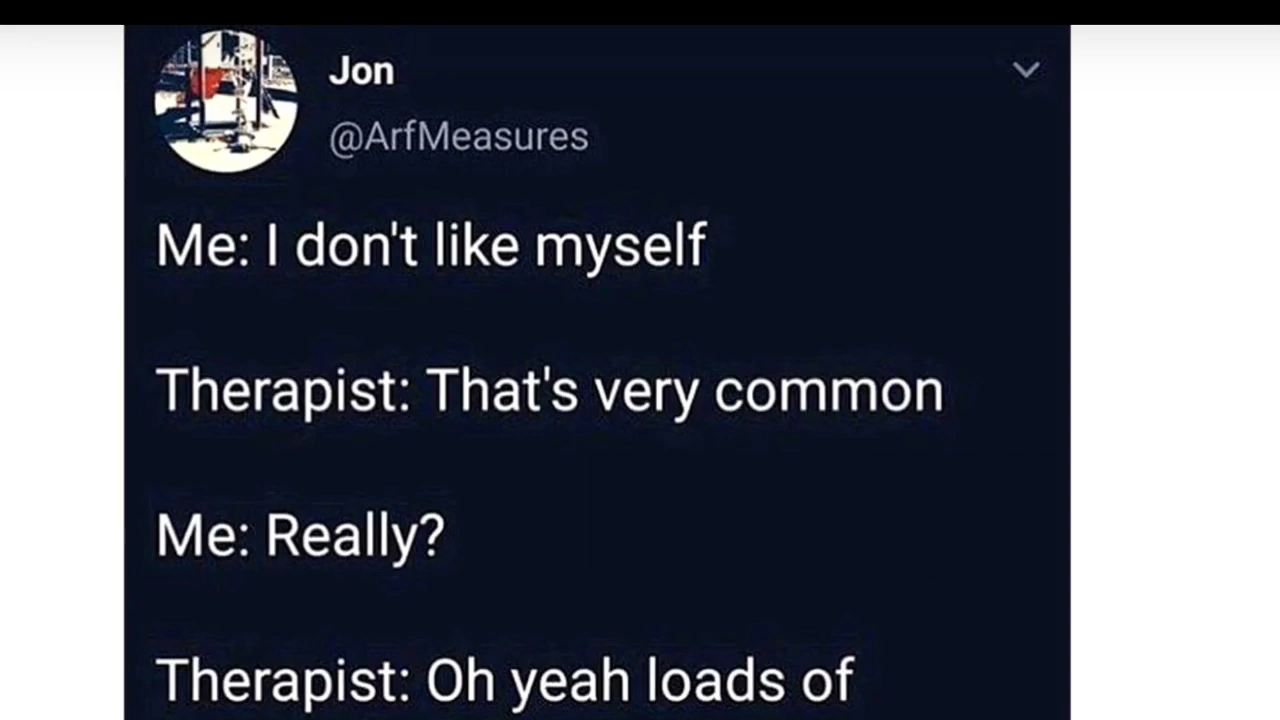 Jon
@ArfMeasures
Me: I don't like myself
Therapist: That's very common
Me: Really?
Therapist: Oh yeah loads of